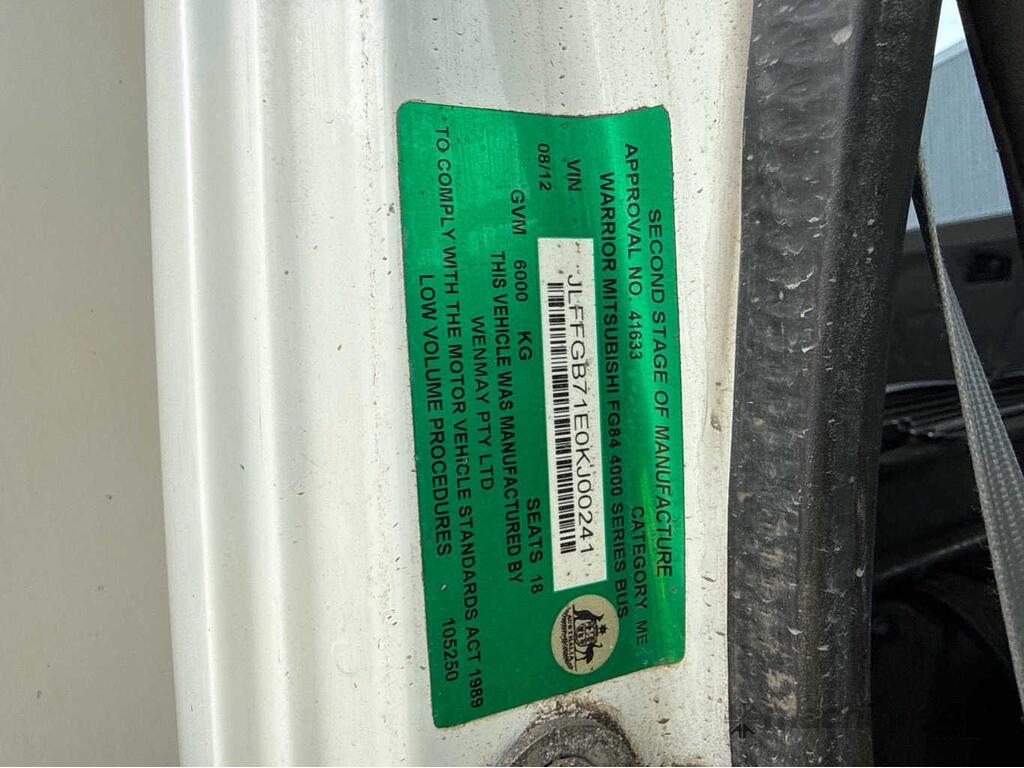 SECOND STAGE OF MANUFACTURE
APPROVAL NO. 41633 CATEGORY ME
WARRIOR MITSUBISHI FG84 4000 SERIES BUS
VIN JLFFGB71E0KJ00241
08/12
GVM 6000 KG SEATS 18
THIS VEHICLE WAS MANUFACTURED BY
WENMAY PTY LTD
TO COMPLY WITH THE MOTOR VEHICLE STANDARDS ACT 1989
LOW VOLUME PROCEDURES 105250
AUSTRALIA